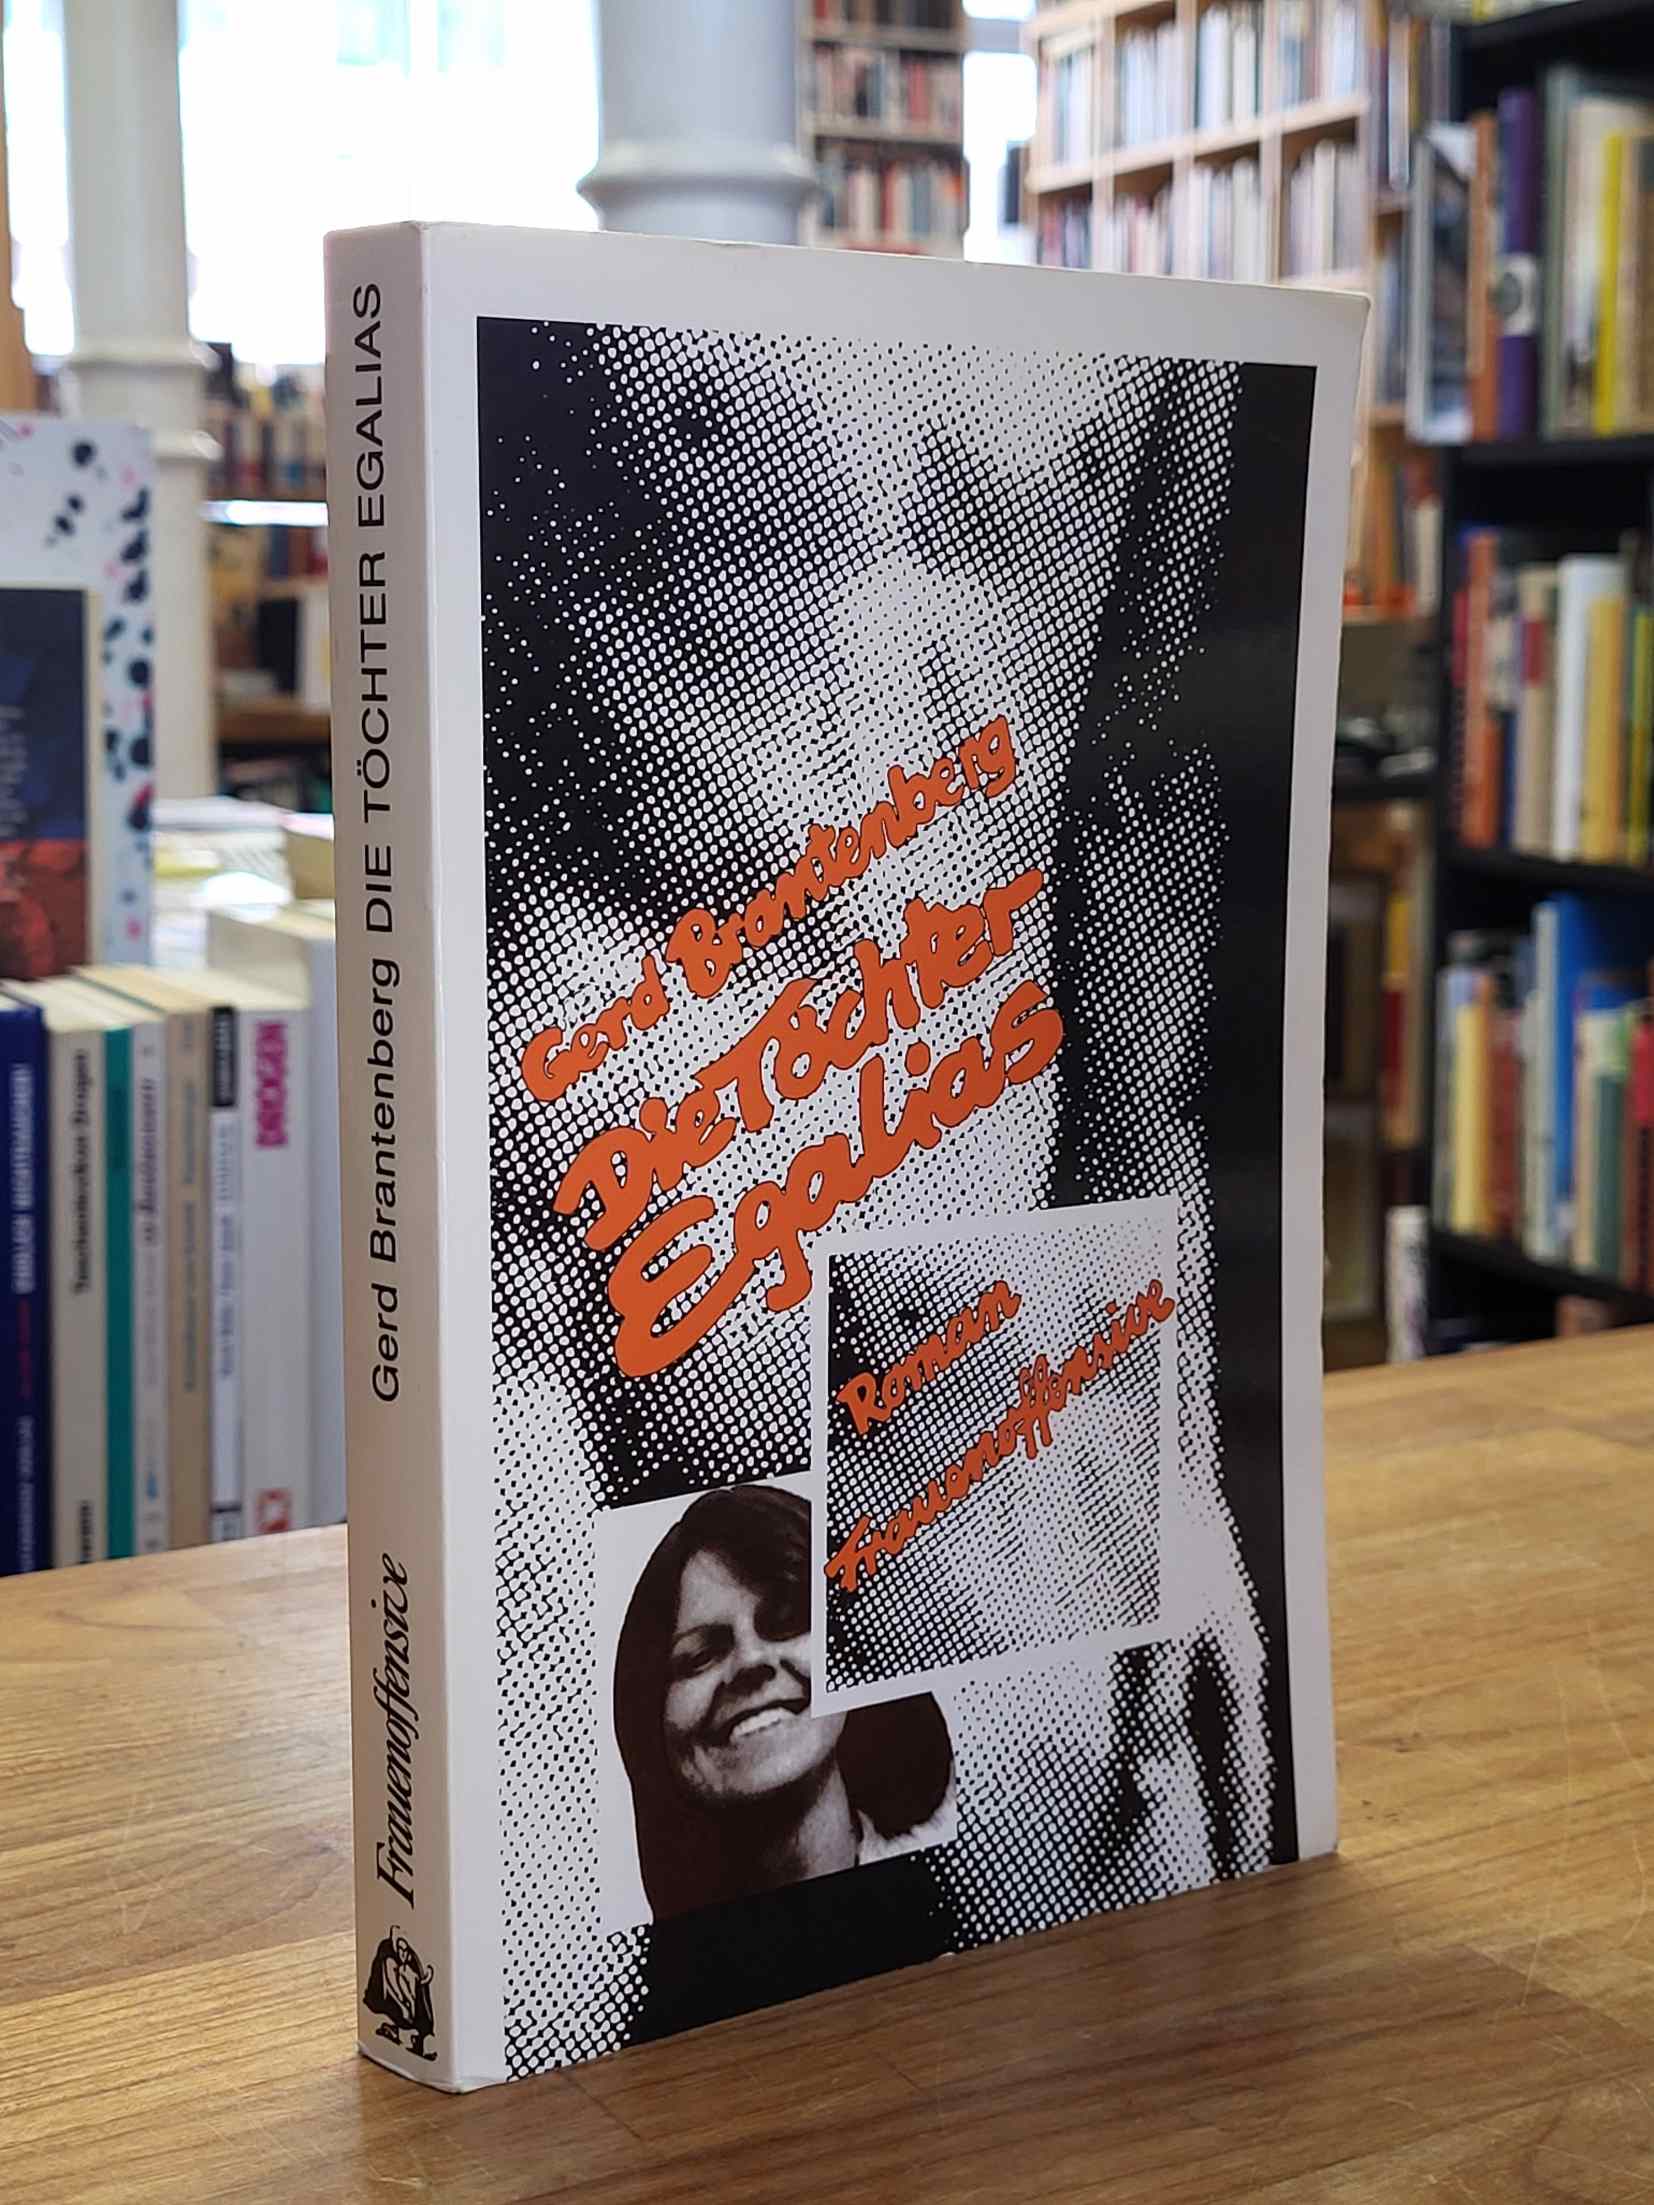 Gerd Brantenberg DIE TÖCHTER EGALIAS
Frauenoffensive
Gerd Brantenberg
Die Töchter
Egalias
Roman
Frauenoffensive